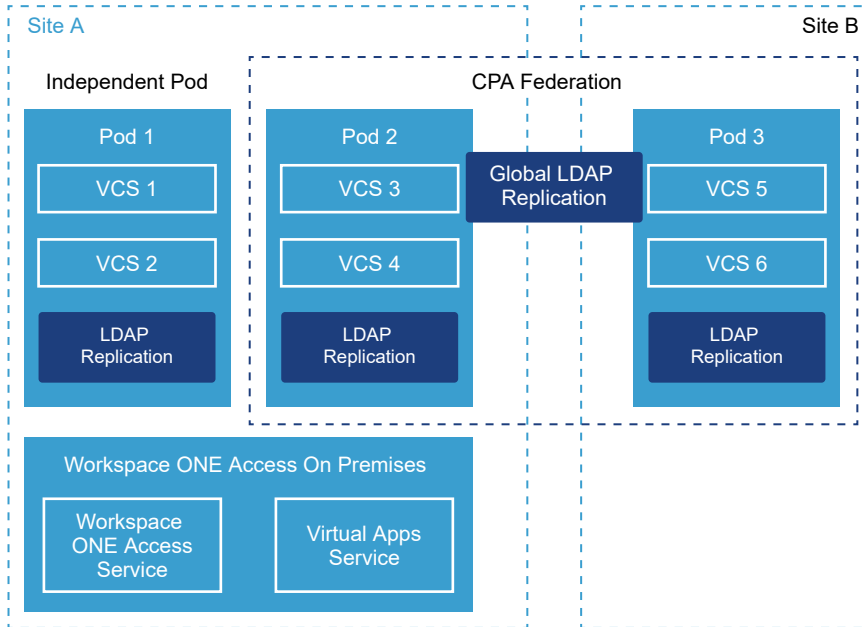 Site A
Site B
Independent Pod
CPA Federation
Pod 1
VCS 1
VCS 2
LDAP
Replication
Pod 2
VCS 3
VCS 4
LDAP
Replication
Global LDAP
Replication
Pod 3
VCS 5
VCS 6
LDAP
Replication
Workspace ONE Access On Premises
Workspace
ONE Access
Service
Virtual Apps
Service